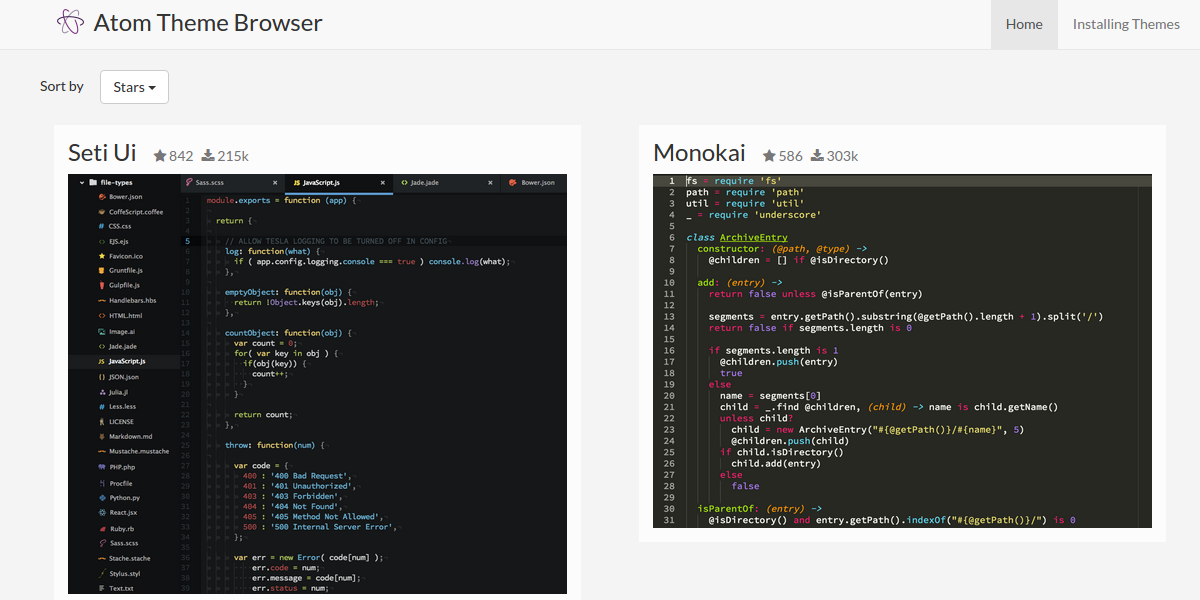 Atom Theme Browser
Home
Installing Themes
Sort by
Stars
Seti Ui 842 215k
file-types
Bower.json
CoffeScript.coffee
CSS.css
EJS.ejs
Favicon.ico
Gruntfile.js
Gulpfile.js
Handlebars.hbs
HTML.html
Image.ai
Jade.jade
JavaScript.js
JSON.json
Julia.jl
Less.less
LICENSE
Markdown.md
Mustache.mustache
PHP.php
Procfile
Python.py
React.jsx
Ruby.rb
Sass.scss
Stache.stache
Stylus.styl
Text.txt
Sass.scss × JavaScript.js × Jade.jade × Bower.json
1 module.exports = function (app) {
2
3 return {
4
5 // ALLOW TESLA LOGGING TO BE TURNED OFF IN CONFIG
6 log: function(what) {
7 if ( app.config.logging.console === true ) console.log(what);
8 },
9
10 emptyObject: function(obj) {
11 return !Object.keys(obj).length;
12 },
13
14 countObject: function(obj) {
15 var count = 0;
16 for( var key in obj ) {
17 if(obj(key)) {
18 count++;
19 }
20 }
21
22 return count;
23 },
24
25 throw: function(num) {
26
27 var code = {
28 400 : '400 Bad Request',
29 401 : '401 Unauthorized',
30 403 : '403 Forbidden',
31 404 : '404 Not Found',
32 405 : '405 Method Not Allowed',
33 500 : '500 Internal Server Error',
34 };
35
36 var err = new Error( code[num] );
37 err.code = num;
38 err.message = code[num];
39 err.status = num;
Monokai 586 303k
1 fs = require 'fs'
2 path = require 'path'
3 util = require 'util'
4 _ = require 'underscore'
5
6 class ArchiveEntry
7 constructor: (@path, @type) ->
8 @children = [] if @isDirectory()
9
10 add: (entry) ->
11 return false unless @isParentOf(entry)
12
13 segments = entry.getPath().substring(@getPath().length + 1).split('/')
14 return false if segments.length is 0
15
16 if segments.length is 1
17 @children.push(entry)
18 true
19 else
20 name = segments[0]
21 child = _.find @children, (child) -> name is child.getName()
22 unless child?
23 child = new ArchiveEntry("#{@getPath()}/#{name}", 5)
24 @children.push(child)
25 if child.isDirectory()
26 child.add(entry)
27 else
28 false
29
30 isParentOf: (entry) ->
31 @isDirectory() and entry.getPath().indexOf("#{@getPath()}/") is 0